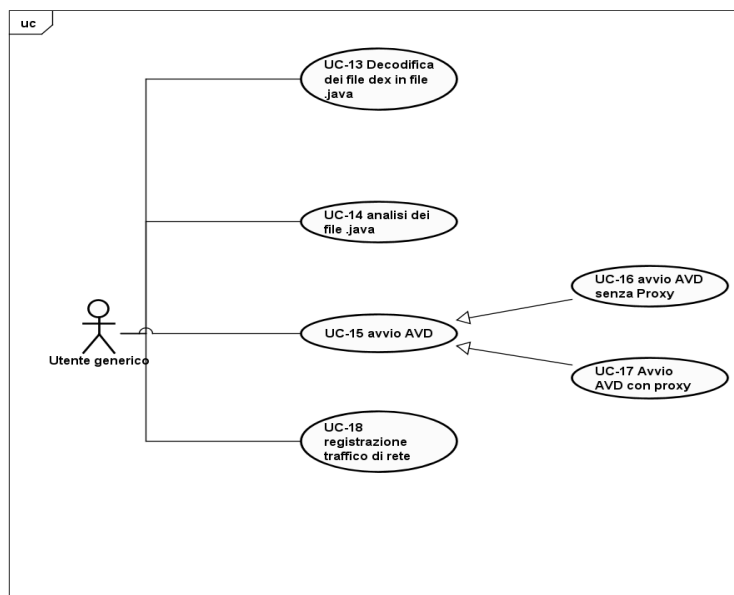 uc
UC-13 Decodifica
dei file dex in file
.java
UC-14 analisi dei
file .java
UC-16 avvio AVD
senza Proxy
UC-15 avvio AVD
Utente generico
UC-17 Avvio
AVD con proxy
UC-18
registrazione
traffico di rete